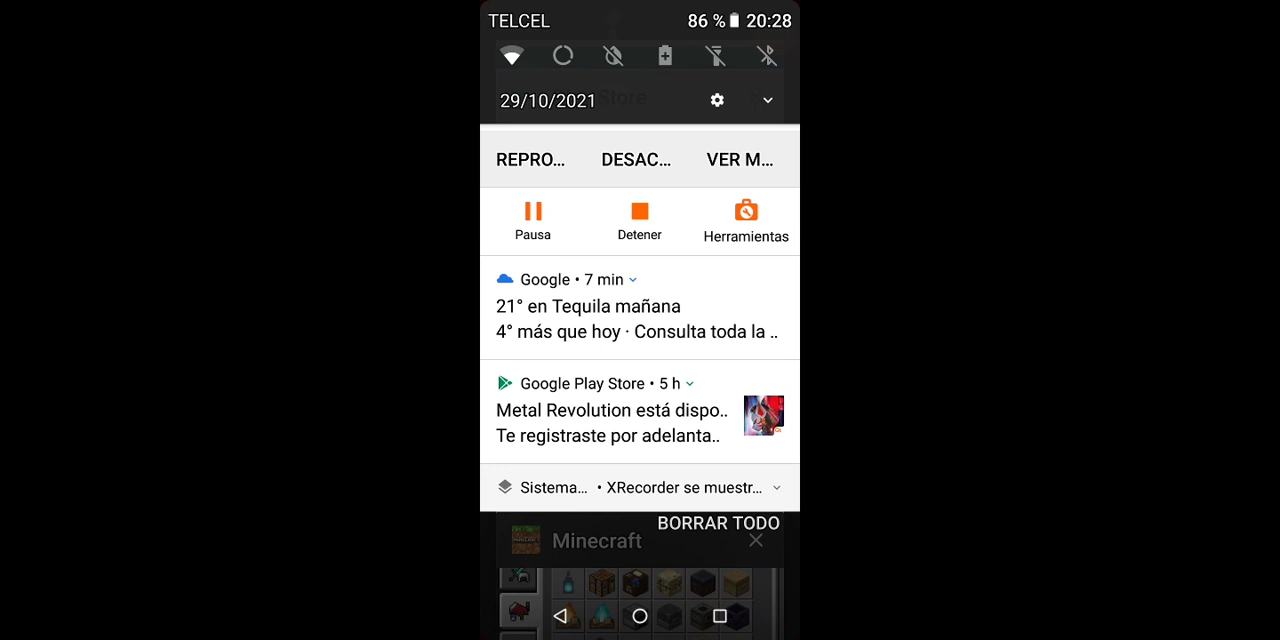 TELCEL 86 % 20:28
29/10/2021 Store
REPRO... DESAC... VER M...
Pausa Detener Herramientas
Google • 7 min
21° en Tequila mañana
4° más que hoy · Consulta toda la ..
Google Play Store • 5 h
Metal Revolution está dispo..
Te registraste por adelanta..
Sistema... • XRecorder se muestr...
BORRAR TODO
Minecraft